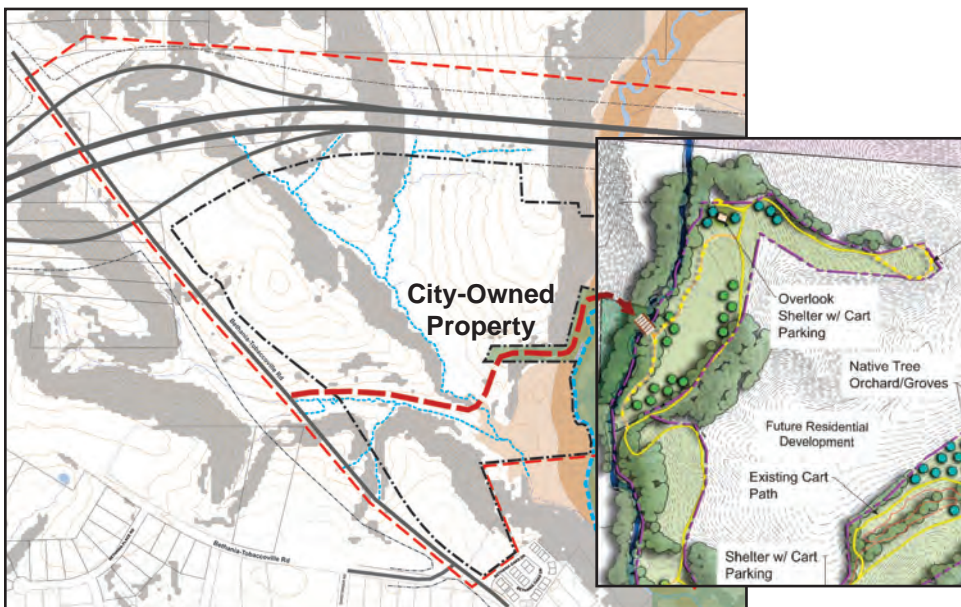 City-Owned
Property
Bethania-Tobaccoville Rd
Bethania-Tobaccoville Rd
Overlook
Shelter w/ Cart
Parking
Native Tree
Orchard/Groves
Future Residential
Development
Existing Cart
Path
Shelter w/ Cart
Parking